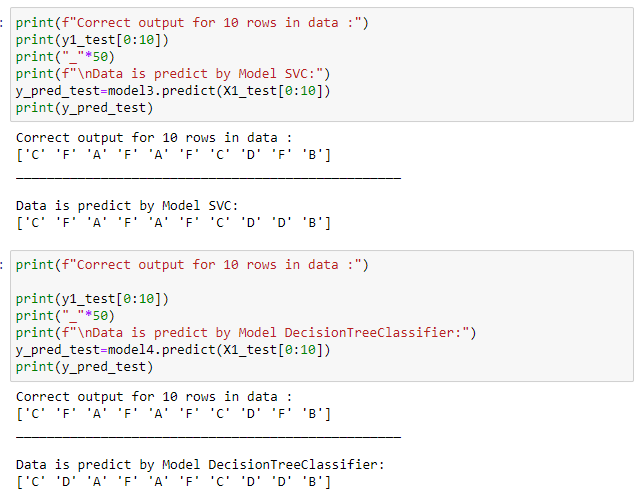 : print(f"Correct output for 10 rows in data :")
print(y1_test[0:10])
print("_"*50)
print(f"\nData is predict by Model SVC:")
y_pred_test=model3.predict(X1_test[0:10])
print(y_pred_test)
Correct output for 10 rows in data :
['C' 'F' 'A' 'F' 'A' 'F' 'C' 'D' 'F' 'B']
__________________________________________________
Data is predict by Model SVC:
['C' 'F' 'A' 'F' 'A' 'F' 'C' 'D' 'D' 'B']
: print(f"Correct output for 10 rows in data :")
print(y1_test[0:10])
print("_"*50)
print(f"\nData is predict by Model DecisionTreeClassifier:")
y_pred_test=model4.predict(X1_test[0:10])
print(y_pred_test)
Correct output for 10 rows in data :
['C' 'F' 'A' 'F' 'A' 'F' 'C' 'D' 'F' 'B']
__________________________________________________
Data is predict by Model DecisionTreeClassifier:
['C' 'D' 'A' 'F' 'A' 'F' 'C' 'D' 'D' 'B']